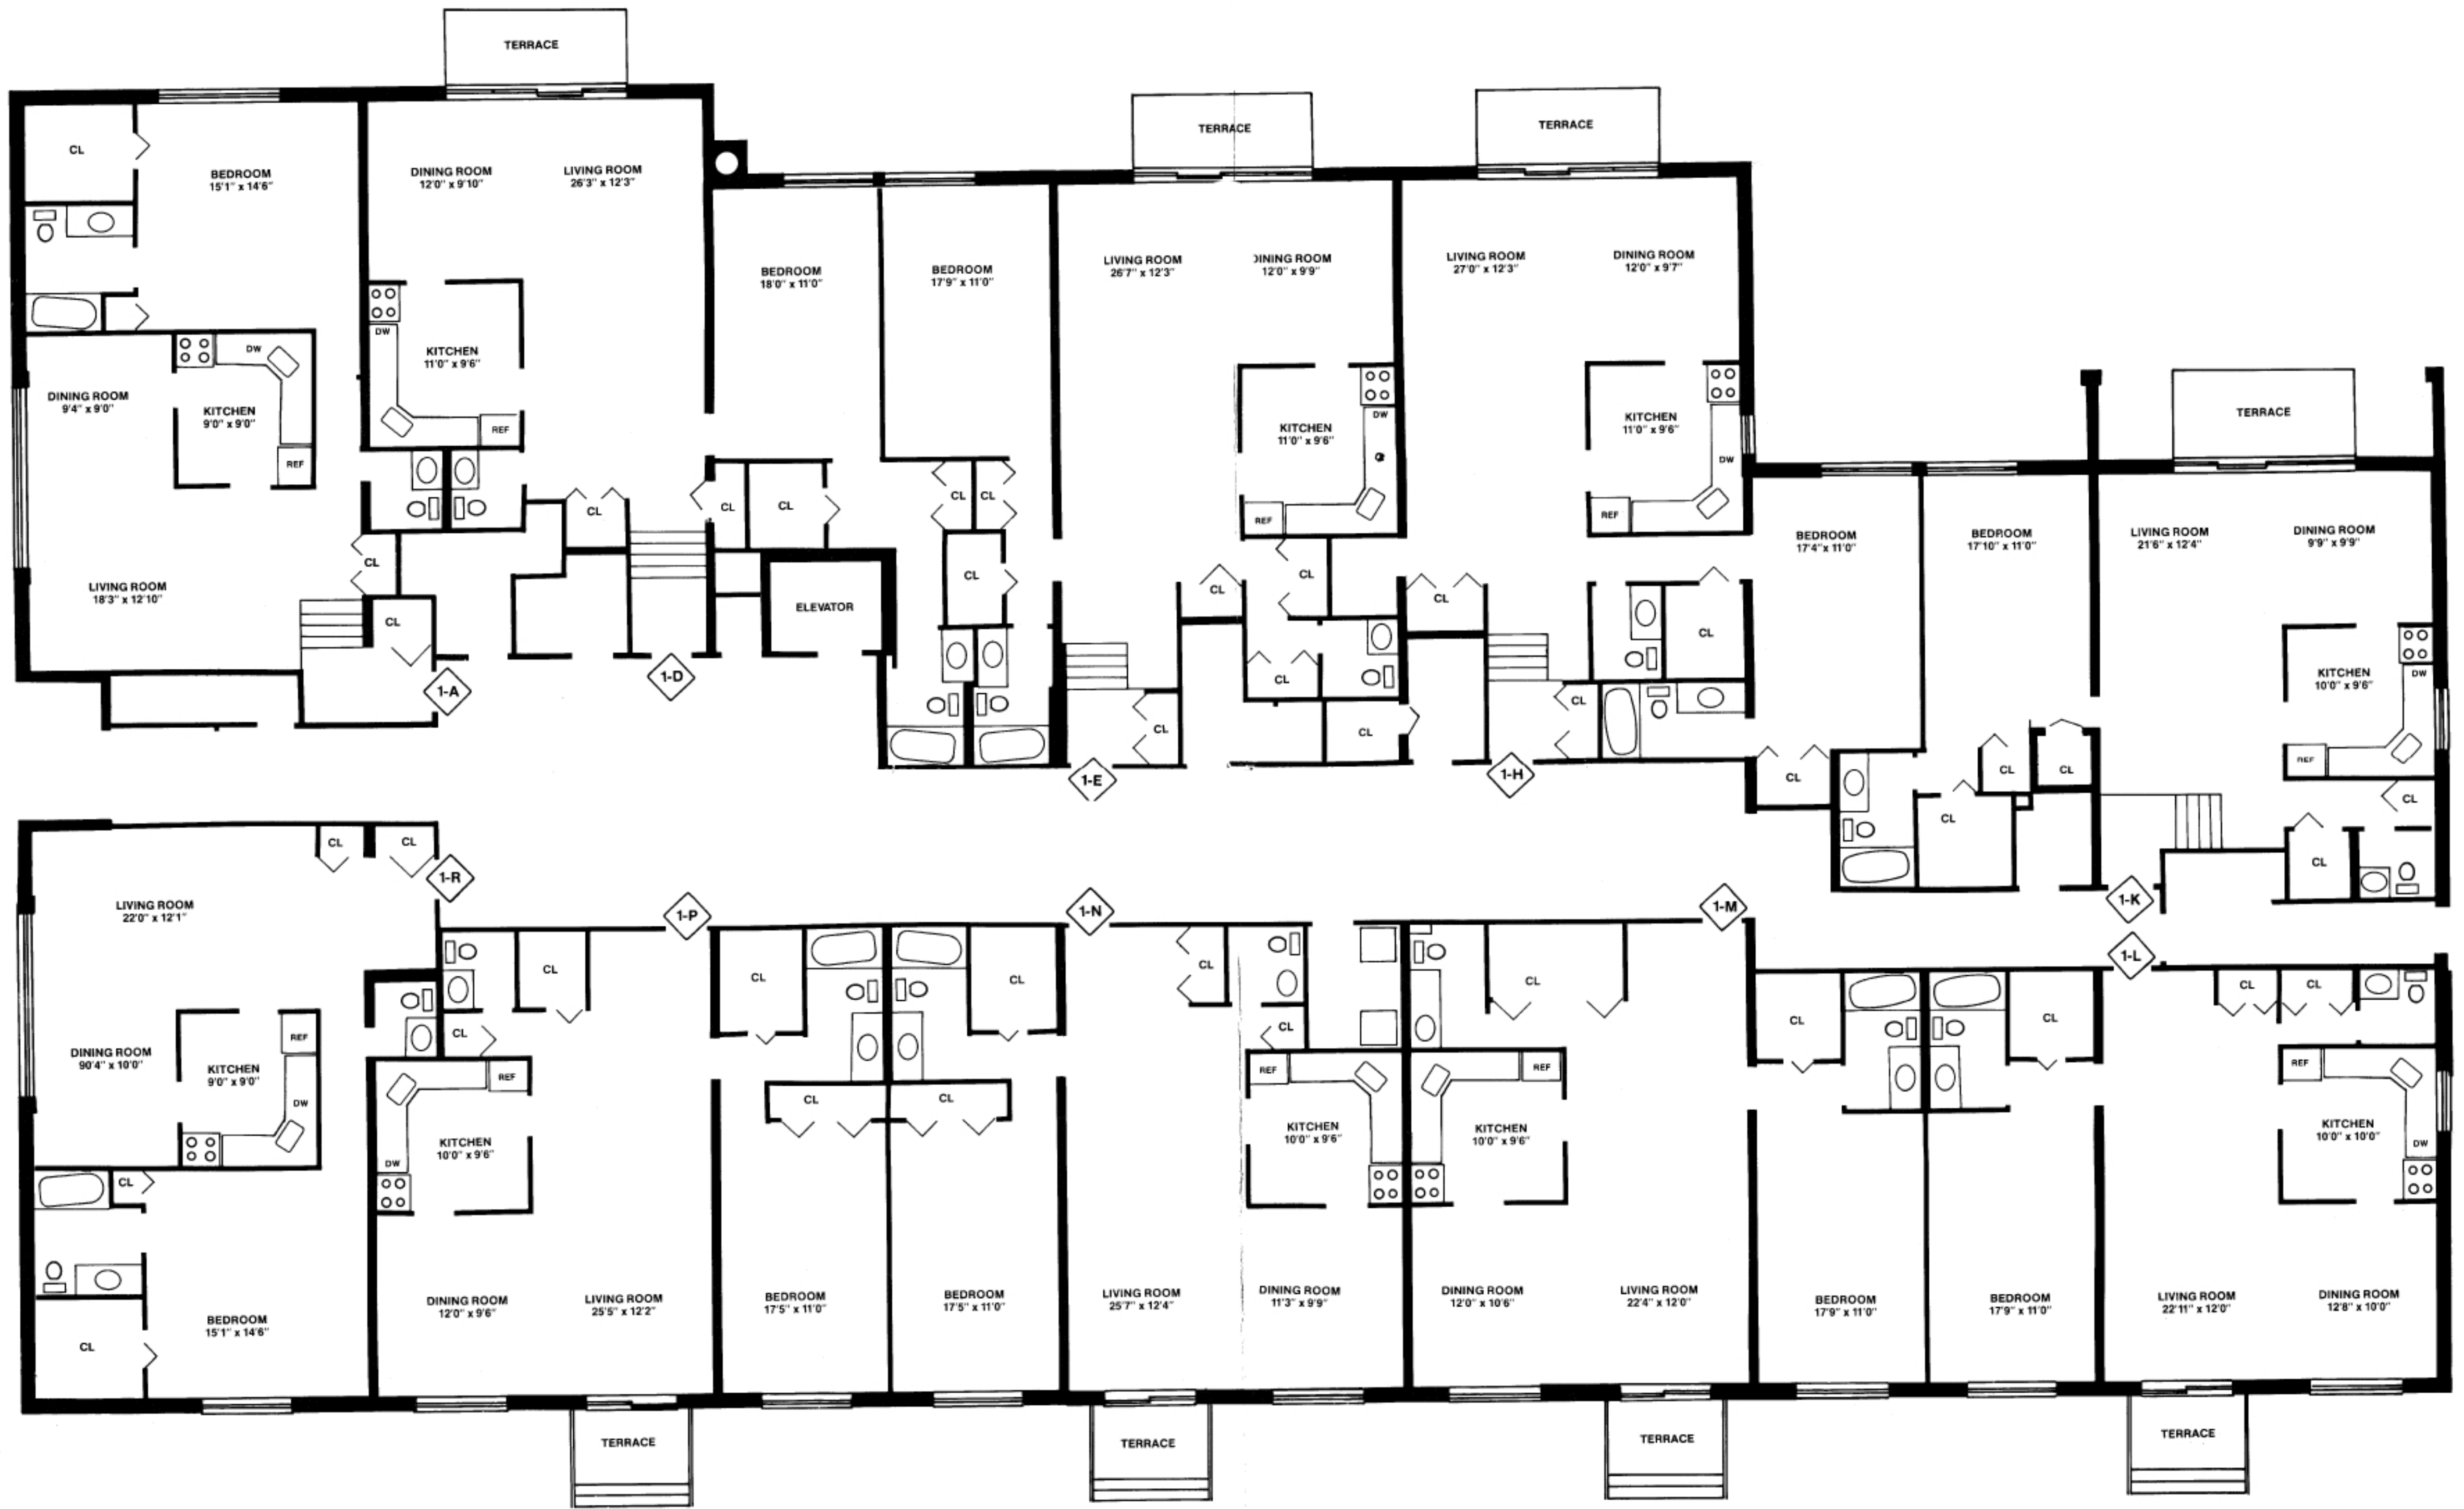 TERRACE
CL
BEDROOM
15'1" x 14'6"
DINING ROOM
12'0" x 9'10"
LIVING ROOM
26'3" x 12'3"
DW
KITCHEN
11'0" x 9'6"
REF
DINING ROOM
9'4" x 9'0"
DW
KITCHEN
9'0" x 9'0"
REF
LIVING ROOM
18'3" x 12'10"
CL
CL
CL
1-A
1-D
BEDROOM
18'0" x 11'0"
BEDROOM
17'9" x 11'0"
CL
CL
CL
CL
CL
ELEVATOR
TERRACE
LIVING ROOM
26'7" x 12'3"
DINING ROOM
12'0" x 9'9"
KITCHEN
11'0" x 9'6"
DW
REF
CL
CL
CL
CL
CL
1-E
TERRACE
LIVING ROOM
27'0" x 12'3"
DINING ROOM
12'0" x 9'7"
KITCHEN
11'0" x 9'6"
DW
REF
CL
CL
CL
1-H
BEDROOM
17'4" x 11'0"
BEDROOM
17'10" x 11'0"
CL
CL
CL
CL
TERRACE
LIVING ROOM
21'6" x 12'4"
DINING ROOM
9'9" x 9'9"
KITCHEN
10'0" x 9'6"
DW
REF
CL
CL
1-K
CL
CL
1-R
LIVING ROOM
22'0" x 12'1"
DINING ROOM
90'4" x 10'0"
KITCHEN
9'0" x 9'0"
REF
DW
CL
BEDROOM
15'1" x 14'6"
CL
1-P
CL
CL
REF
KITCHEN
10'0" x 9'6"
DW
DINING ROOM
12'0" x 9'6"
LIVING ROOM
25'5" x 12'2"
TERRACE
CL
CL
BEDROOM
17'5" x 11'0"
CL
CL
BEDROOM
17'5" x 11'0"
1-N
CL
CL
REF
KITCHEN
10'0" x 9'6"
LIVING ROOM
25'7" x 12'4"
DINING ROOM
11'3" x 9'9"
TERRACE
1-M
CL
REF
KITCHEN
10'0" x 9'6"
DINING ROOM
12'0" x 10'6"
LIVING ROOM
22'4" x 12'0"
TERRACE
CL
BEDROOM
17'9" x 11'0"
CL
BEDROOM
17'9" x 11'0"
1-L
CL
CL
REF
KITCHEN
10'0" x 10'0"
DW
LIVING ROOM
22'11" x 12'0"
DINING ROOM
12'8" x 10'0"
TERRACE